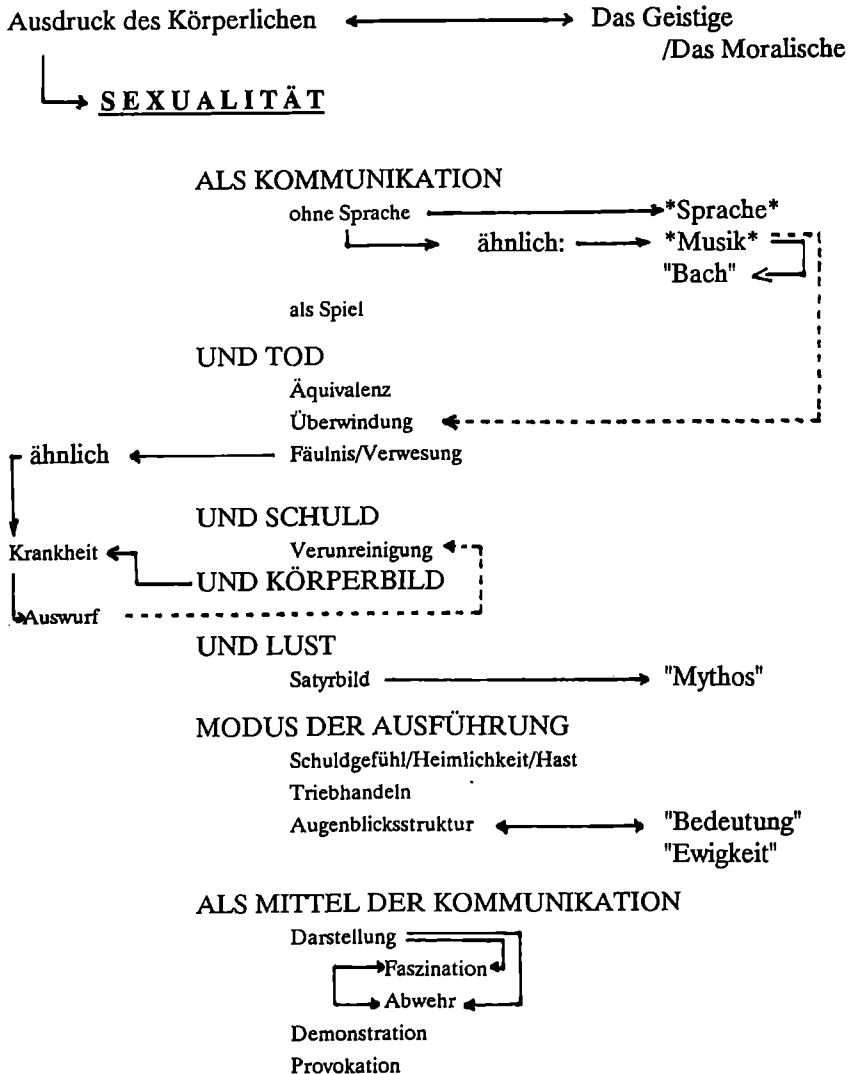 Ausdruck des Körperlichen Das Geistige
/Das Moralische
SEXUALITÄT
ALS KOMMUNIKATION
ohne Sprache *Sprache*
ähnlich: *Musik*
"Bach"
als Spiel
UND TOD
Äquivalenz
Überwindung
ähnlich Fäulnis/Verwesung
UND SCHULD
Krankheit Verunreinigung
UND KÖRPERBILD
Auswurf
UND LUST
Satyrbild "Mythos"
MODUS DER AUSFÜHRUNG
Schuldgefühl/Heimlichkeit/Hast
Triebhandeln
Augenblicksstruktur "Bedeutung"
"Ewigkeit"
ALS MITTEL DER KOMMUNIKATION
Darstellung
Faszination
Abwehr
Demonstration
Provokation